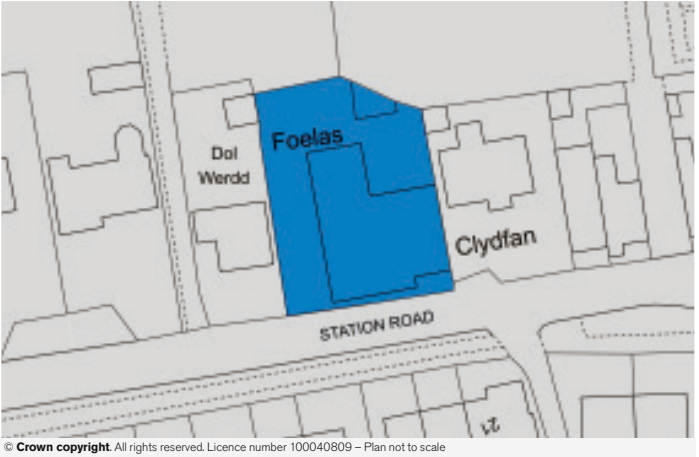 Foelas
Dol
Werdd
Clydfan
STATION ROAD
21
© Crown copyright. All rights reserved. Licence number 100040809 – Plan not to scale